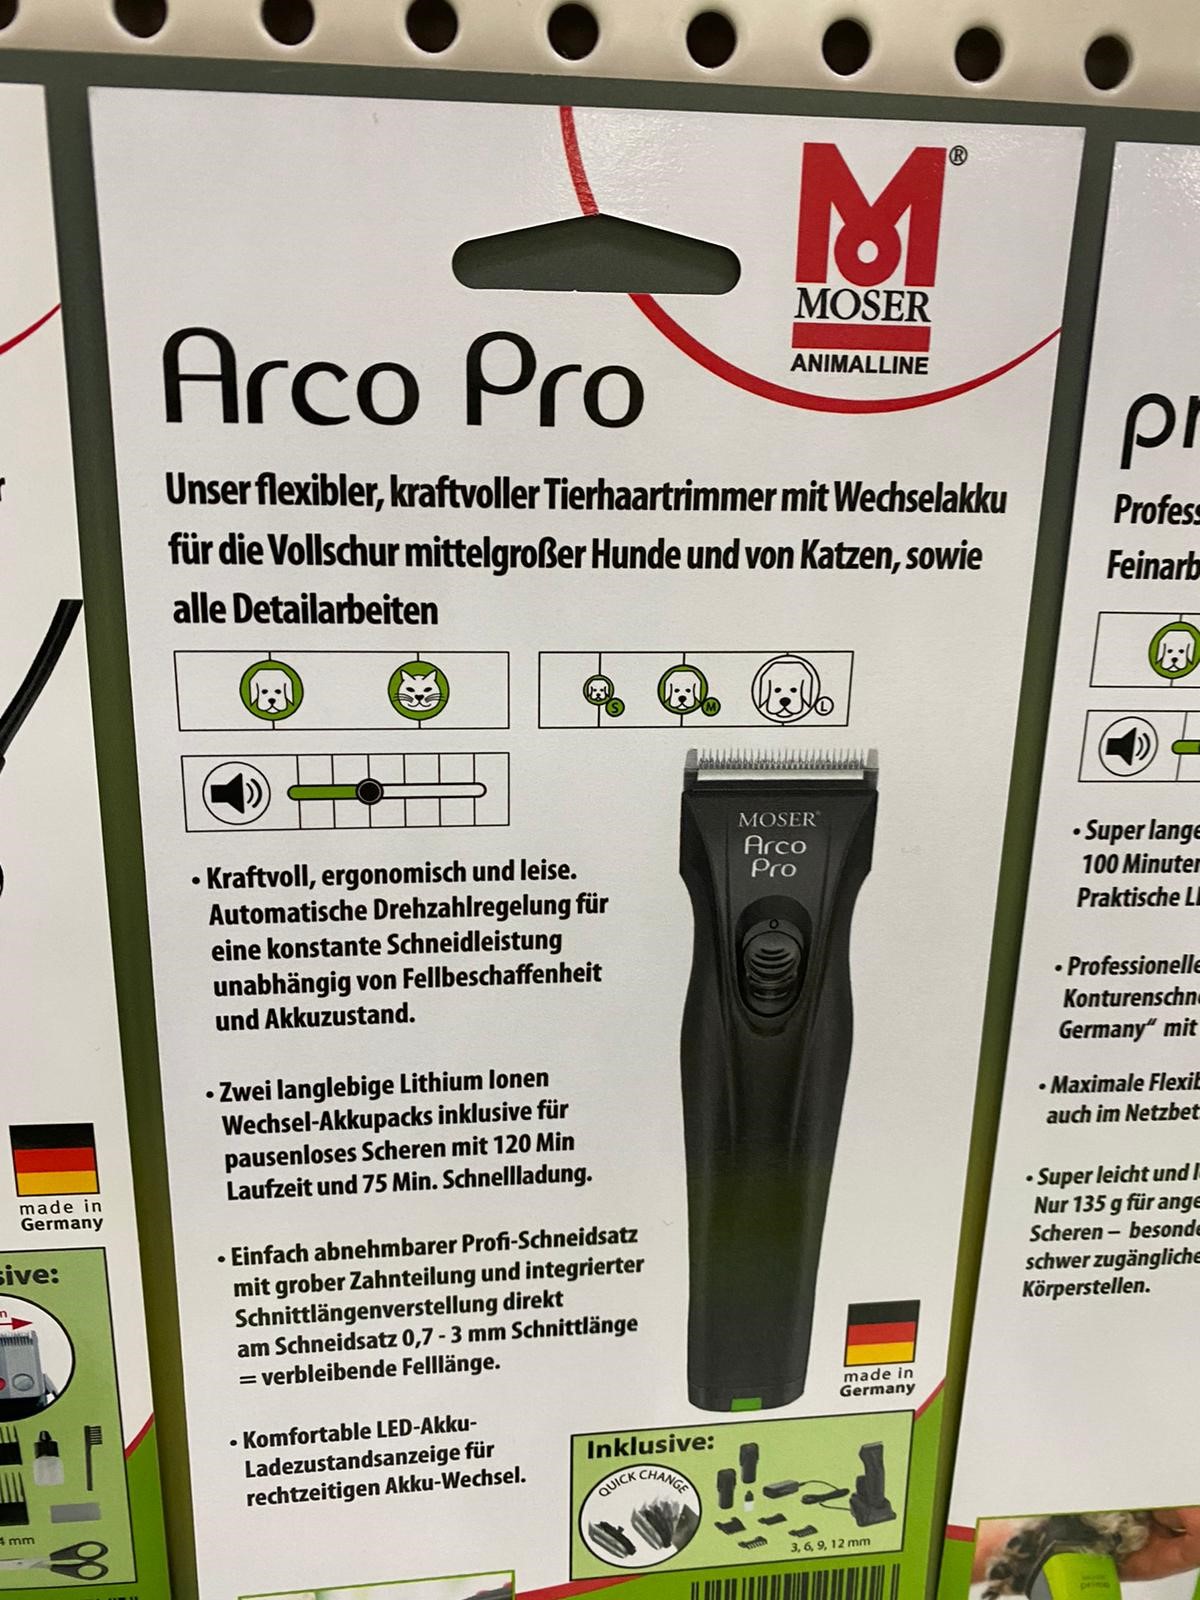 MOSER
®
ANIMALLINE
Arco Pro
Unser flexibler, kraftvoller Tierhaartrimmer mit Wechselakku
für die Vollschur mittelgroßer Hunde und von Katzen, sowie
alle Detailarbeiten
S M L
MOSER
Arco
Pro
• Kraftvoll, ergonomisch und leise.
Automatische Drehzahlregelung für
eine konstante Schneidleistung
unabhängig von Fellbeschaffenheit
und Akkuzustand.
• Zwei langlebige Lithium Ionen
Wechsel-Akkupacks inklusive für
pausenloses Scheren mit 120 Min
Laufzeit und 75 Min. Schnellladung.
• Einfach abnehmbarer Profi-Schneidsatz
mit grober Zahnteilung und integrierter
Schnittlängenverstellung direkt
am Schneidsatz 0,7 - 3 mm Schnittlänge
= verbleibende Felllänge.
• Komfortable LED-Akku-
Ladezustandsanzeige für
rechtzeitigen Akku-Wechsel.
made in
Germany
Inklusive:
QUICK CHANGE
3, 6, 9, 12 mm
made in
Germany
sive:
4 mm
pr
Profess
Feinarb
• Super lange
100 Minuten
Praktische L
• Professionelle
Konturenschn
Germany“ mit
• Maximale Flexib
auch im Netzbet
• Super leicht und l
Nur 135 g für ange
Scheren – besonde
schwer zugängliche
Körperstellen.